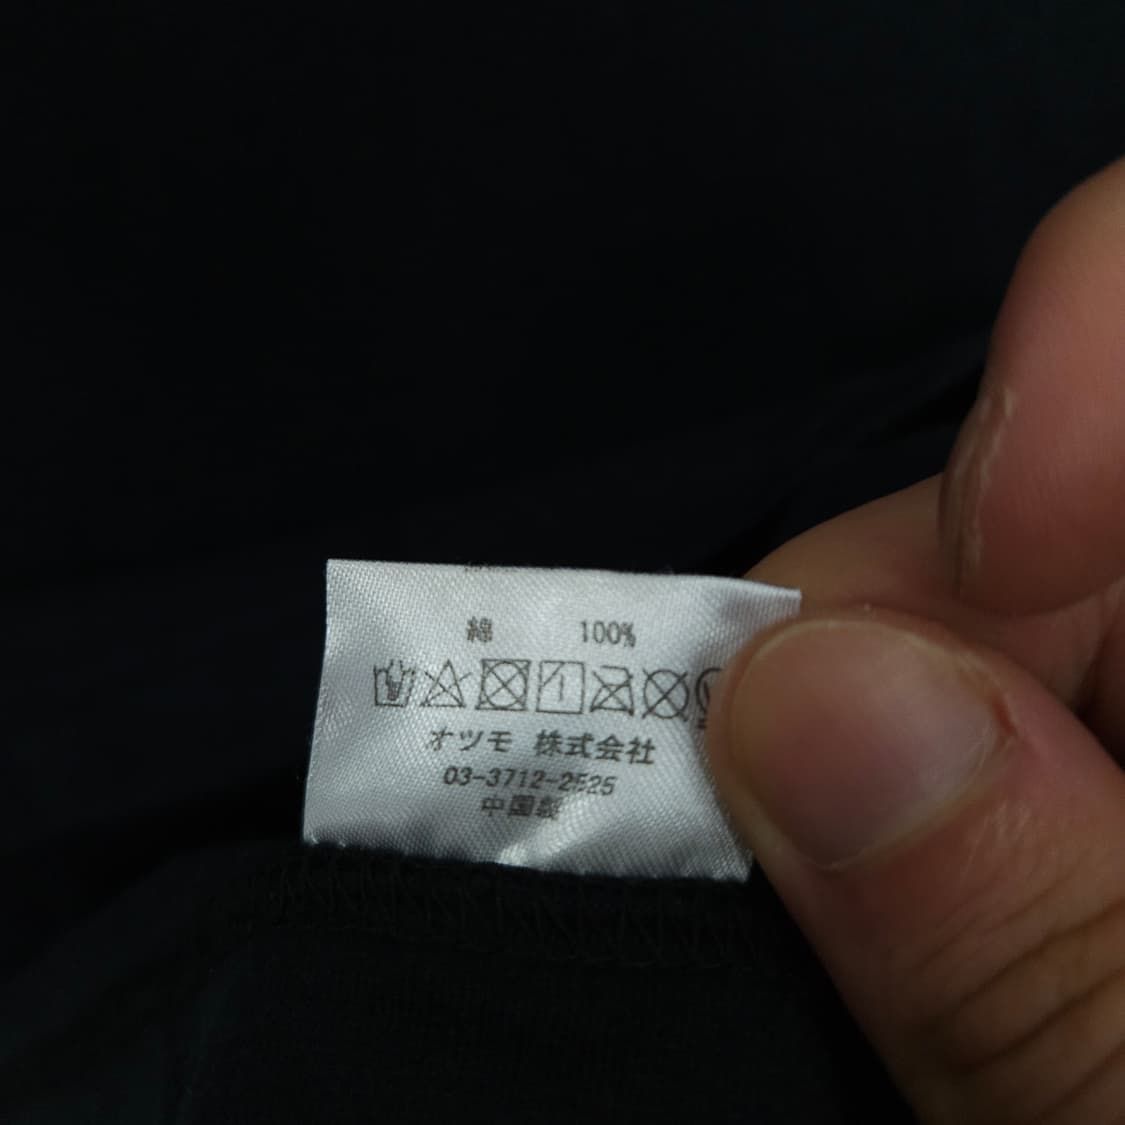 綿 100%
オツモ 株式会社
03-3712-2525
中国製